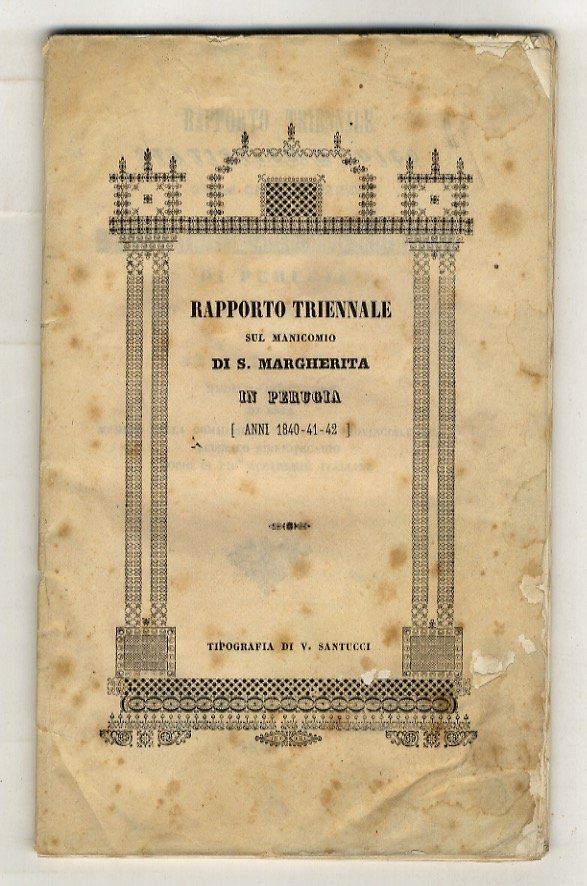 RAPPORTO TRIENNALE
SUL MANICOMIO
DI S. MARGHERITA
IN PERUGIA
[ ANNI 1840-41-42 ]
TIPOGRAFIA DI V. SANTUCCI